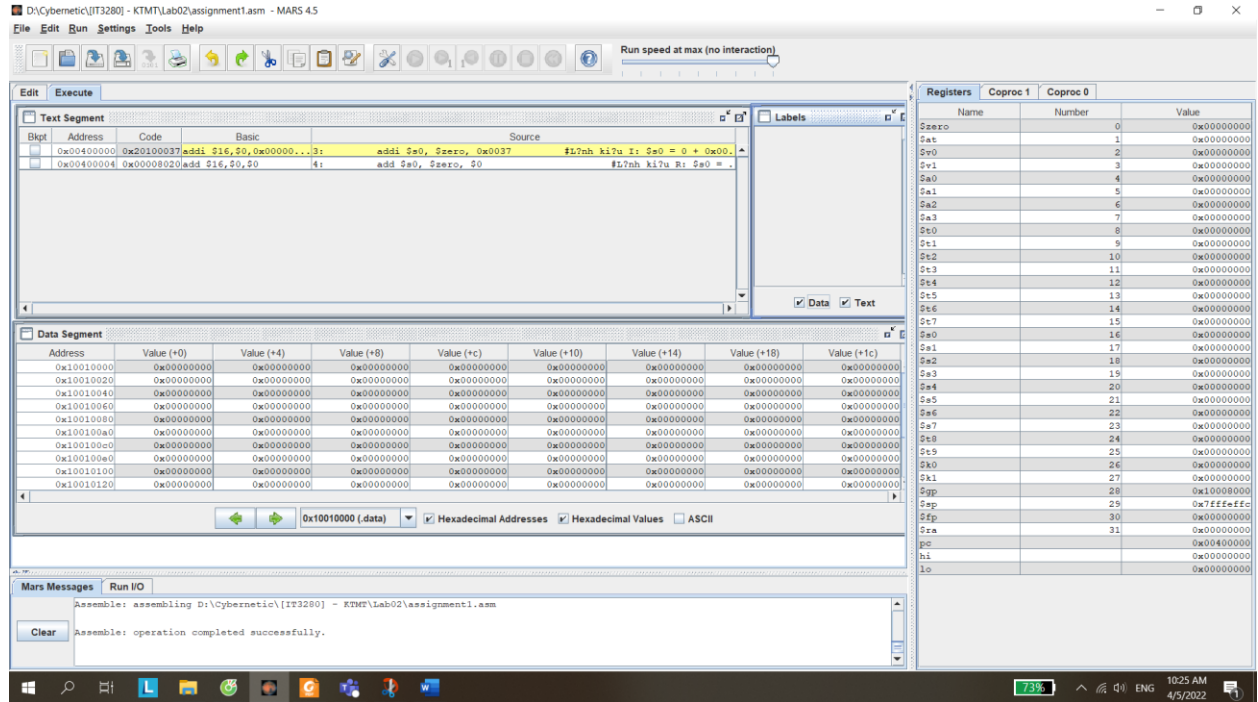 D:\Cybernetic\[IT3280] - KTMT\Lab02\assignment1.asm - MARS 4.5
File Edit Run Settings Tools Help
Run speed at max (no interaction)
Edit Execute
Text Segment
Bkpt Address Code Basic Source
0x00400000 0x20100037 addi $16,$0,0x00000... 3: addi $s0, $zero, 0x0037 #L?nh ki?u I: $s0 = 0 + 0x00.
0x00400004 0x00008020 add $16,$0,$0 4: add $s0, $zero, $0 #L?nh ki?u R: $s0 = .
Labels
Data Text
Data Segment
Address Value (+0) Value (+4) Value (+8) Value (+c) Value (+10) Value (+14) Value (+18) Value (+1c)
0x10010000 0x00000000 0x00000000 0x00000000 0x00000000 0x00000000 0x00000000 0x00000000 0x00000000
0x10010020 0x00000000 0x00000000 0x00000000 0x00000000 0x00000000 0x00000000 0x00000000 0x00000000
0x10010040 0x00000000 0x00000000 0x00000000 0x00000000 0x00000000 0x00000000 0x00000000 0x00000000
0x10010060 0x00000000 0x00000000 0x00000000 0x00000000 0x00000000 0x00000000 0x00000000 0x00000000
0x10010080 0x00000000 0x00000000 0x00000000 0x00000000 0x00000000 0x00000000 0x00000000 0x00000000
0x100100a0 0x00000000 0x00000000 0x00000000 0x00000000 0x00000000 0x00000000 0x00000000 0x00000000
0x100100c0 0x00000000 0x00000000 0x00000000 0x00000000 0x00000000 0x00000000 0x00000000 0x00000000
0x100100e0 0x00000000 0x00000000 0x00000000 0x00000000 0x00000000 0x00000000 0x00000000 0x00000000
0x10010100 0x00000000 0x00000000 0x00000000 0x00000000 0x00000000 0x00000000 0x00000000 0x00000000
0x10010120 0x00000000 0x00000000 0x00000000 0x00000000 0x00000000 0x00000000 0x00000000 0x00000000
0x10010000 (.data) Hexadecimal Addresses Hexadecimal Values ASCII
Mars Messages Run I/O
Assemble: assembling D:\Cybernetic\[IT3280] - KTMT\Lab02\assignment1.asm
Clear
Assemble: operation completed successfully.
Registers Coproc 1 Coproc 0
Name Number Value
$zero 0 0x00000000
$at 1 0x00000000
$v0 2 0x00000000
$v1 3 0x00000000
$a0 4 0x00000000
$a1 5 0x00000000
$a2 6 0x00000000
$a3 7 0x00000000
$t0 8 0x00000000
$t1 9 0x00000000
$t2 10 0x00000000
$t3 11 0x00000000
$t4 12 0x00000000
$t5 13 0x00000000
$t6 14 0x00000000
$t7 15 0x00000000
$s0 16 0x00000000
$s1 17 0x00000000
$s2 18 0x00000000
$s3 19 0x00000000
$s4 20 0x00000000
$s5 21 0x00000000
$s6 22 0x00000000
$s7 23 0x00000000
$t8 24 0x00000000
$t9 25 0x00000000
$k0 26 0x00000000
$k1 27 0x00000000
$gp 28 0x10008000
$sp 29 0x7fffeffc
$fp 30 0x00000000
$ra 31 0x00000000
pc 0x00400000
hi 0x00000000
lo 0x00000000
73% ENG 10:25 AM
4/5/2022